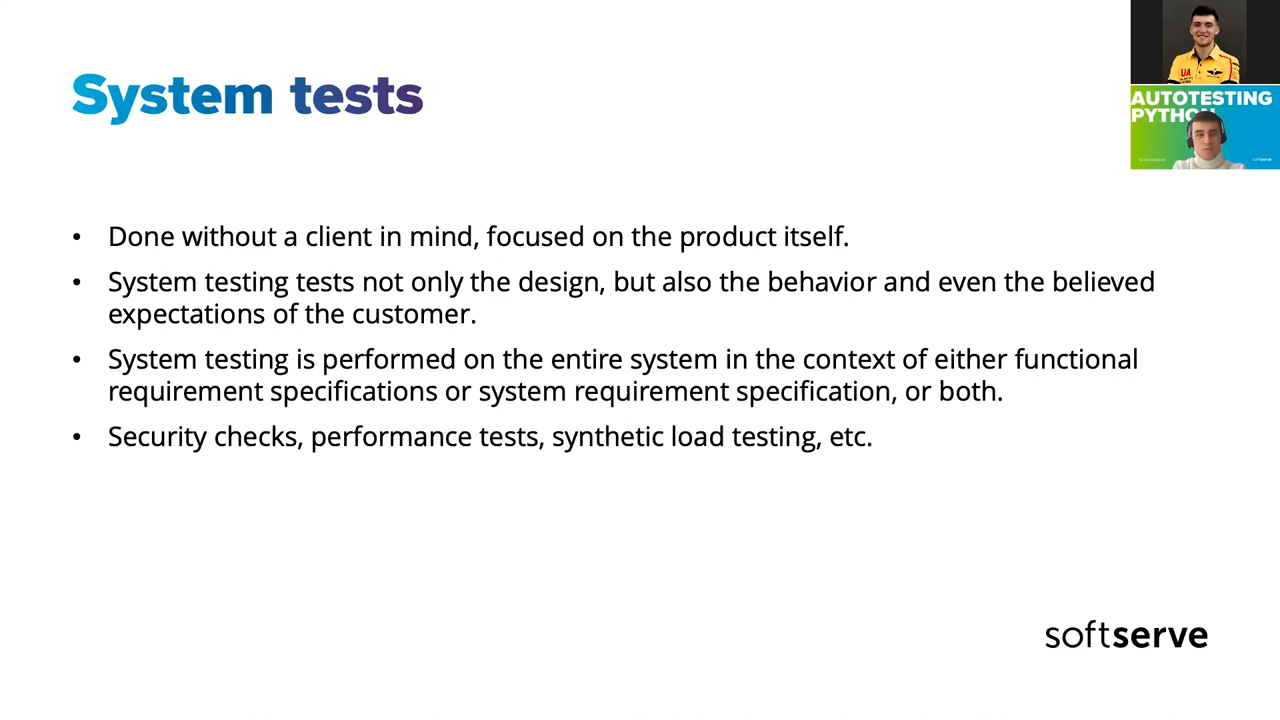 System tests
UA
AUTOTESTING
PYTHON
• Done without a client in mind, focused on the product itself.
• System testing tests not only the design, but also the behavior and even the believed
expectations of the customer.
• System testing is performed on the entire system in the context of either functional
requirement specifications or system requirement specification, or both.
• Security checks, performance tests, synthetic load testing, etc.
softserve
softserve